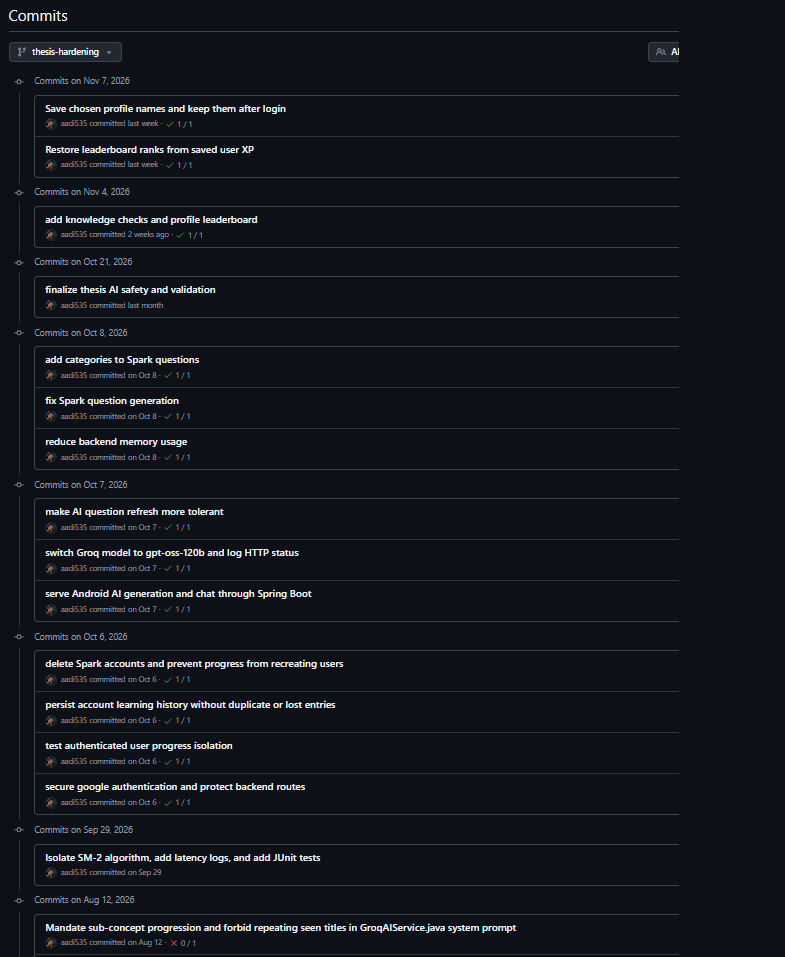 Commits
thesis-hardening
Al
Commits on Nov 7, 2026
Save chosen profile names and keep them after login
aadi535 committed last week · 1 / 1
Restore leaderboard ranks from saved user XP
aadi535 committed last week · 1 / 1
Commits on Nov 4, 2026
add knowledge checks and profile leaderboard
aadi535 committed 2 weeks ago · 1 / 1
Commits on Oct 21, 2026
finalize thesis AI safety and validation
aadi535 committed last month
Commits on Oct 8, 2026
add categories to Spark questions
aadi535 committed on Oct 8 · 1 / 1
fix Spark question generation
aadi535 committed on Oct 8 · 1 / 1
reduce backend memory usage
aadi535 committed on Oct 8 · 1 / 1
Commits on Oct 7, 2026
make AI question refresh more tolerant
aadi535 committed on Oct 7 · 1 / 1
switch Groq model to gpt-oss-120b and log HTTP status
aadi535 committed on Oct 7 · 1 / 1
serve Android AI generation and chat through Spring Boot
aadi535 committed on Oct 7 · 1 / 1
Commits on Oct 6, 2026
delete Spark accounts and prevent progress from recreating users
aadi535 committed on Oct 6 · 1 / 1
persist account learning history without duplicate or lost entries
aadi535 committed on Oct 6 · 1 / 1
test authenticated user progress isolation
aadi535 committed on Oct 6 · 1 / 1
secure google authentication and protect backend routes
aadi535 committed on Oct 6 · 1 / 1
Commits on Sep 29, 2026
Isolate SM-2 algorithm, add latency logs, and add JUnit tests
aadi535 committed on Sep 29
Commits on Aug 12, 2026
Mandate sub-concept progression and forbid repeating seen titles in GroqAIService.java system prompt
aadi535 committed on Aug 12 · 0 / 1